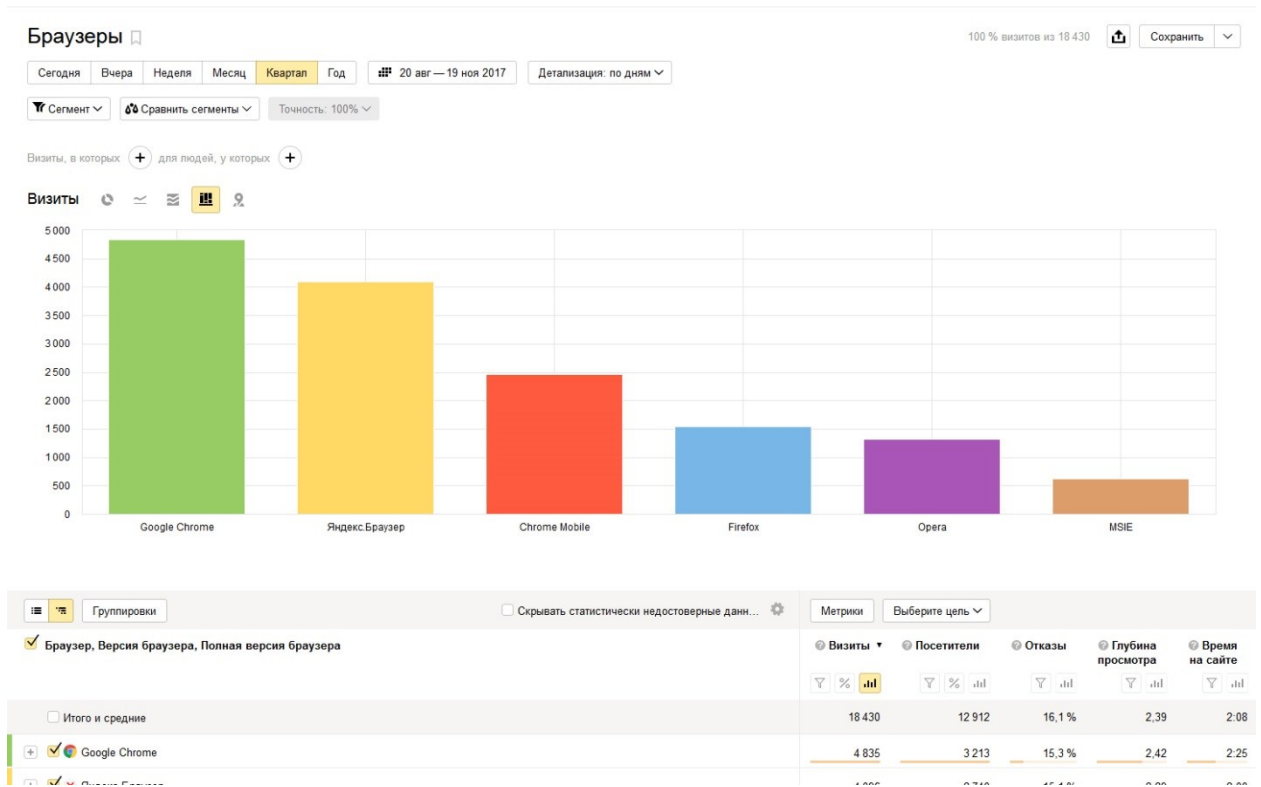 Браузеры
100 % визитов из 18 430 Сохранить
Сегодня Вчера Неделя Месяц Квартал Год 20 авг — 19 ноя 2017 Детализация: по дням
Сегмент Сравнить сегменты Точность: 100%
Визиты, в которых + для людей, у которых +
Визиты
5 000
4 500
4 000
3 500
3 000
2 500
2 000
1 500
1 000
500
0
Google Chrome Яндекс.Браузер Chrome Mobile Firefox Opera MSIE
Группировки Скрывать статистически недостоверные данн... Метрики Выберите цель
Браузер, Версия браузера, Полная версия браузера Визиты ▼ Посетители Отказы Глубина просмотра Время на сайте
% %
Итого и средние 18 430 12 912 16,1 % 2,39 2:08
+ Google Chrome 4 835 3 213 15,3 % 2,42 2:25